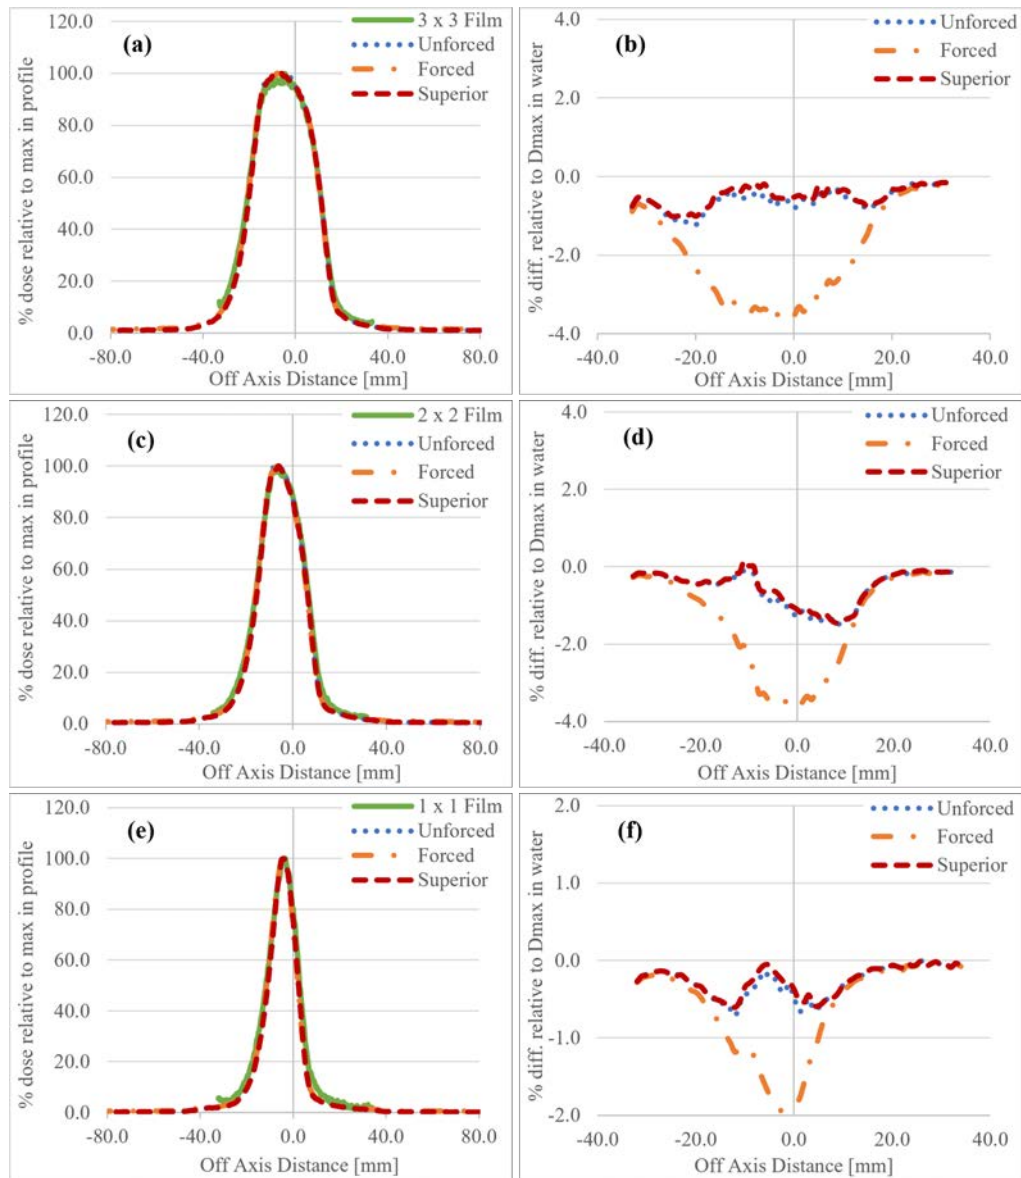 120.0
100.0
80.0
60.0
40.0
20.0
0.0
-80.0 -40.0 0.0 40.0 80.0
Off Axis Distance [mm]
% dose relative to max in profile
(a)
3 x 3 Film
Unforced
Forced
Superior
4.0
2.0
0.0
-2.0
-4.0
-40.0 -20.0 0.0 20.0 40.0
Off Axis Distance [mm]
% diff. relative to Dmax in water
(b)
Unforced
Forced
Superior
120.0
100.0
80.0
60.0
40.0
20.0
0.0
-80.0 -40.0 0.0 40.0 80.0
Off Axis Distance [mm]
% dose relative to max in profile
(c)
2 x 2 Film
Unforced
Forced
Superior
4.0
2.0
0.0
-2.0
-4.0
-40.0 -20.0 0.0 20.0 40.0
Off Axis Distance [mm]
% diff. relative to Dmax in water
(d)
Unforced
Forced
Superior
120.0
100.0
80.0
60.0
40.0
20.0
0.0
-80.0 -40.0 0.0 40.0 80.0
Off Axis Distance [mm]
% dose relative to max in profile
(e)
1 x 1 Film
Unforced
Forced
Superior
2.0
1.0
0.0
-1.0
-2.0
-40.0 -20.0 0.0 20.0 40.0
Off Axis Distance [mm]
% diff. relative to Dmax in water
(f)
Unforced
Forced
Superior